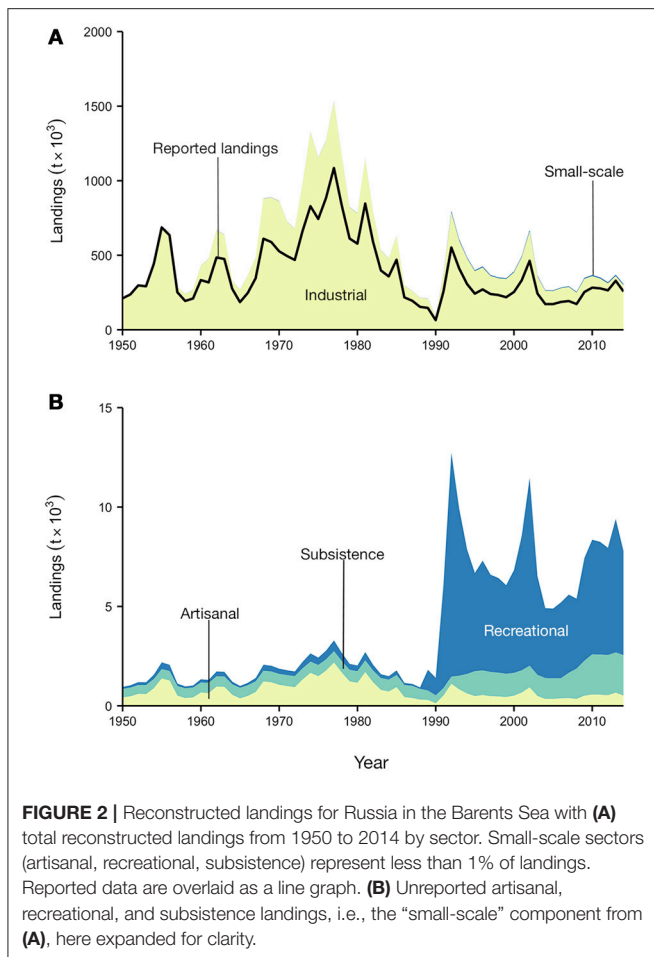 A
2000
1500
1000
500
0
Landings (t × 10³)
Reported landings
Small-scale
Industrial
1950
1960
1970
1980
1990
2000
2010
B
15
10
5
0
Landings (t × 10³)
Subsistence
Artisanal
Recreational
1950
1960
1970
1980
1990
2000
2010
Year
FIGURE 2 | Reconstructed landings for Russia in the Barents Sea with (A)
total reconstructed landings from 1950 to 2014 by sector. Small-scale sectors
(artisanal, recreational, subsistence) represent less than 1% of landings.
Reported data are overlaid as a line graph. (B) Unreported artisanal,
recreational, and subsistence landings, i.e., the “small-scale” component from
(A), here expanded for clarity.